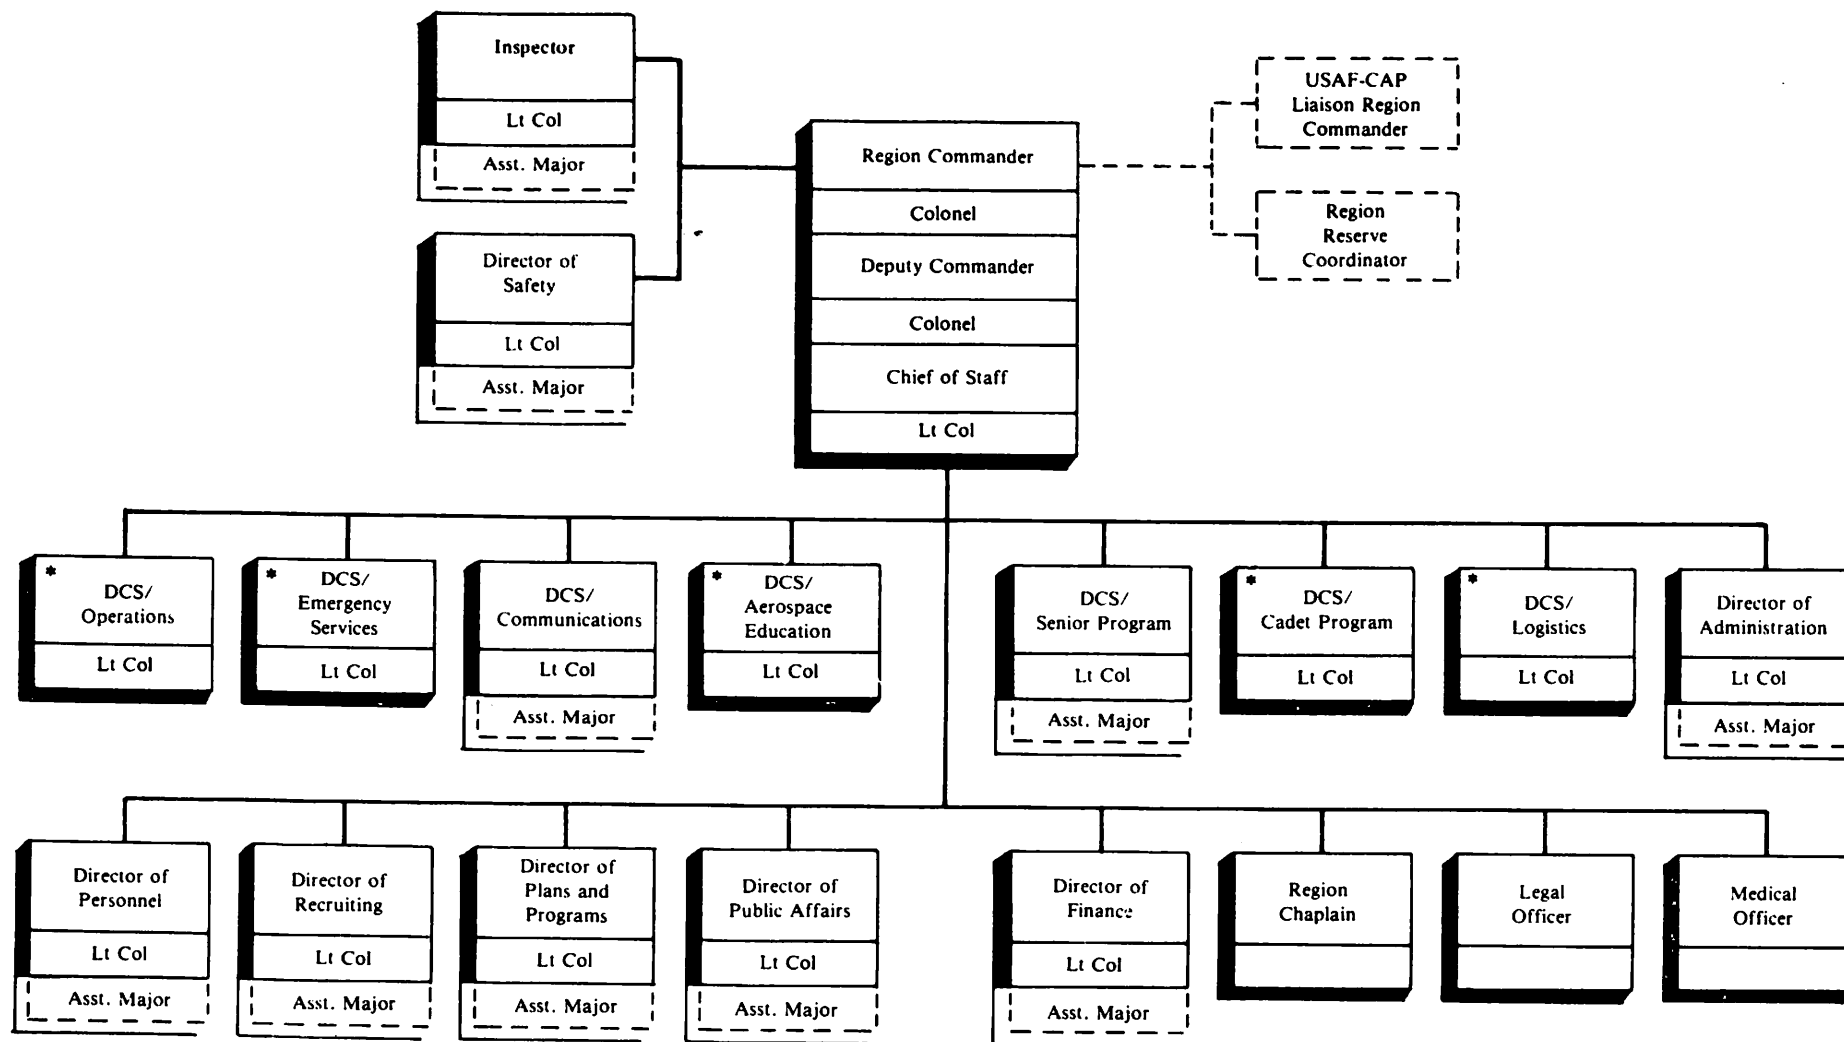 Inspector
Lt Col
Asst. Major
Director of
Safety
Lt Col
Asst. Major
Region Commander
Colonel
Deputy Commander
Colonel
Chief of Staff
Lt Col
USAF-CAP
Liaison Region
Commander
Region
Reserve
Coordinator
*
DCS/
Operations
Lt Col
*
DCS/
Emergency
Services
Lt Col
DCS/
Communications
Lt Col
Asst. Major
*
DCS/
Aerospace
Education
Lt Col
DCS/
Senior Program
Lt Col
Asst. Major
*
DCS/
Cadet Program
Lt Col
*
DCS/
Logistics
Lt Col
Director of
Administration
Lt Col
Asst. Major
Director of
Personnel
Lt Col
Asst. Major
Director of
Recruiting
Lt Col
Asst. Major
Director of
Plans and
Programs
Lt Col
Asst. Major
Director of
Public Affairs
Lt Col
Asst. Major
Director of
Finance
Lt Col
Asst. Major
Region
Chaplain
Legal
Officer
Medical
Officer